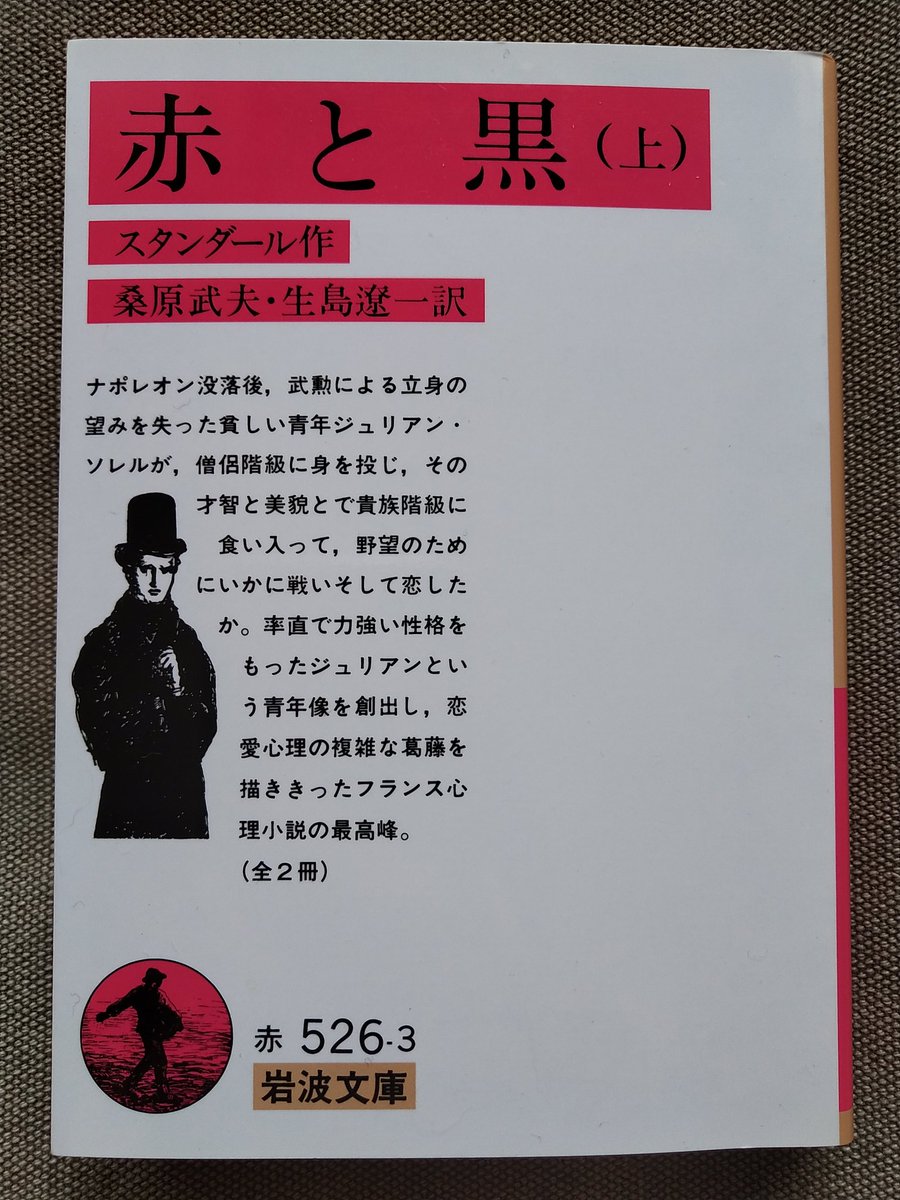 赤と黒(上)
スタンダール作
桑原武夫・生島遼一訳
ナポレオン没落後，武勲による立身の
望みを失った貧しい青年ジュリアン・
ソレルが，僧侶階級に身を投じ，その
才智と美貌とで貴族階級に
食い入って，野望のため
にいかに戦いそして恋した
か。率直で力強い性格を
もったジュリアンとい
う青年像を創出し，恋
愛心理の複雑な葛藤を
描ききったフランス心
理小説の最高峰。
(全2冊)
赤 526-3
岩波文庫